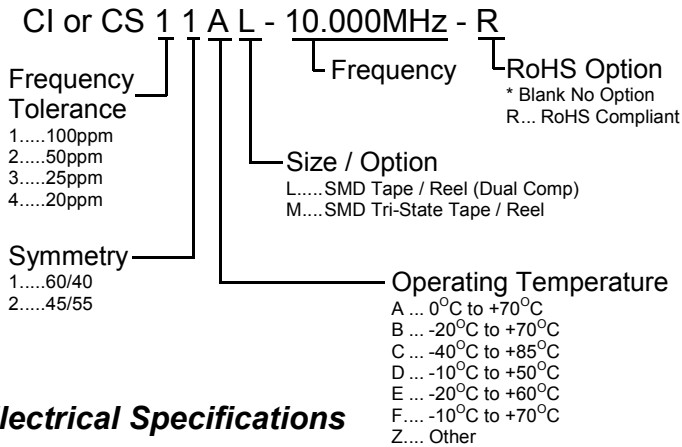 CI or CS 1 1 A L - 10.000MHz - R
Frequency
Tolerance
1.....100ppm
2.....50ppm
3.....25ppm
4.....20ppm
Frequency
RoHS Option
* Blank No Option
R... RoHS Compliant
Size / Option
L.....SMD Tape / Reel (Dual Comp)
M....SMD Tri-State Tape / Reel
Symmetry
1.....60/40
2.....45/55
Operating Temperature
A ... 0°C to +70°C
B ... -20°C to +70°C
C ... -40°C to +85°C
D ... -10°C to +50°C
E ... -20°C to +60°C
F.... -10°C to +70°C
Z.... Other
lectrical Specifications